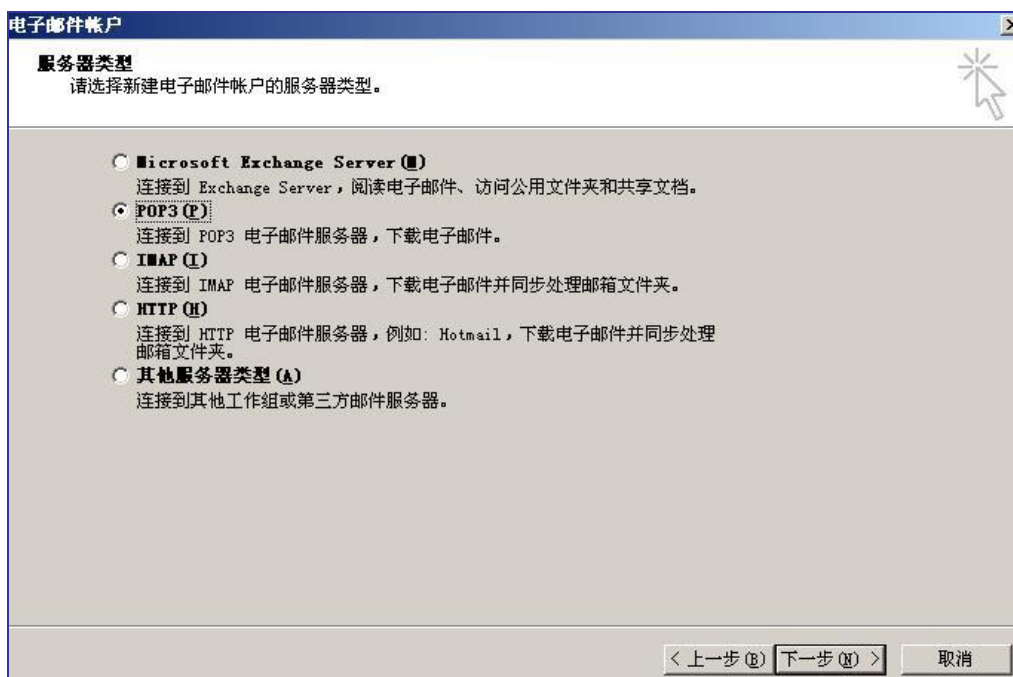 电子邮件帐户
服务器类型
请选择新建电子邮件帐户的服务器类型。
Microsoft Exchange Server(M)
连接到 Exchange Server，阅读电子邮件、访问公用文件夹和共享文档。
POP3(P)
连接到 POP3 电子邮件服务器，下载电子邮件。
IMAP(I)
连接到 IMAP 电子邮件服务器，下载电子邮件并同步处理邮箱文件夹。
HTTP(H)
连接到 HTTP 电子邮件服务器，例如: Hotmail，下载电子邮件并同步处理
邮箱文件夹。
其他服务器类型(A)
连接到其他工作组或第三方邮件服务器。
< 上一步(B) 下一步(N) > 取消